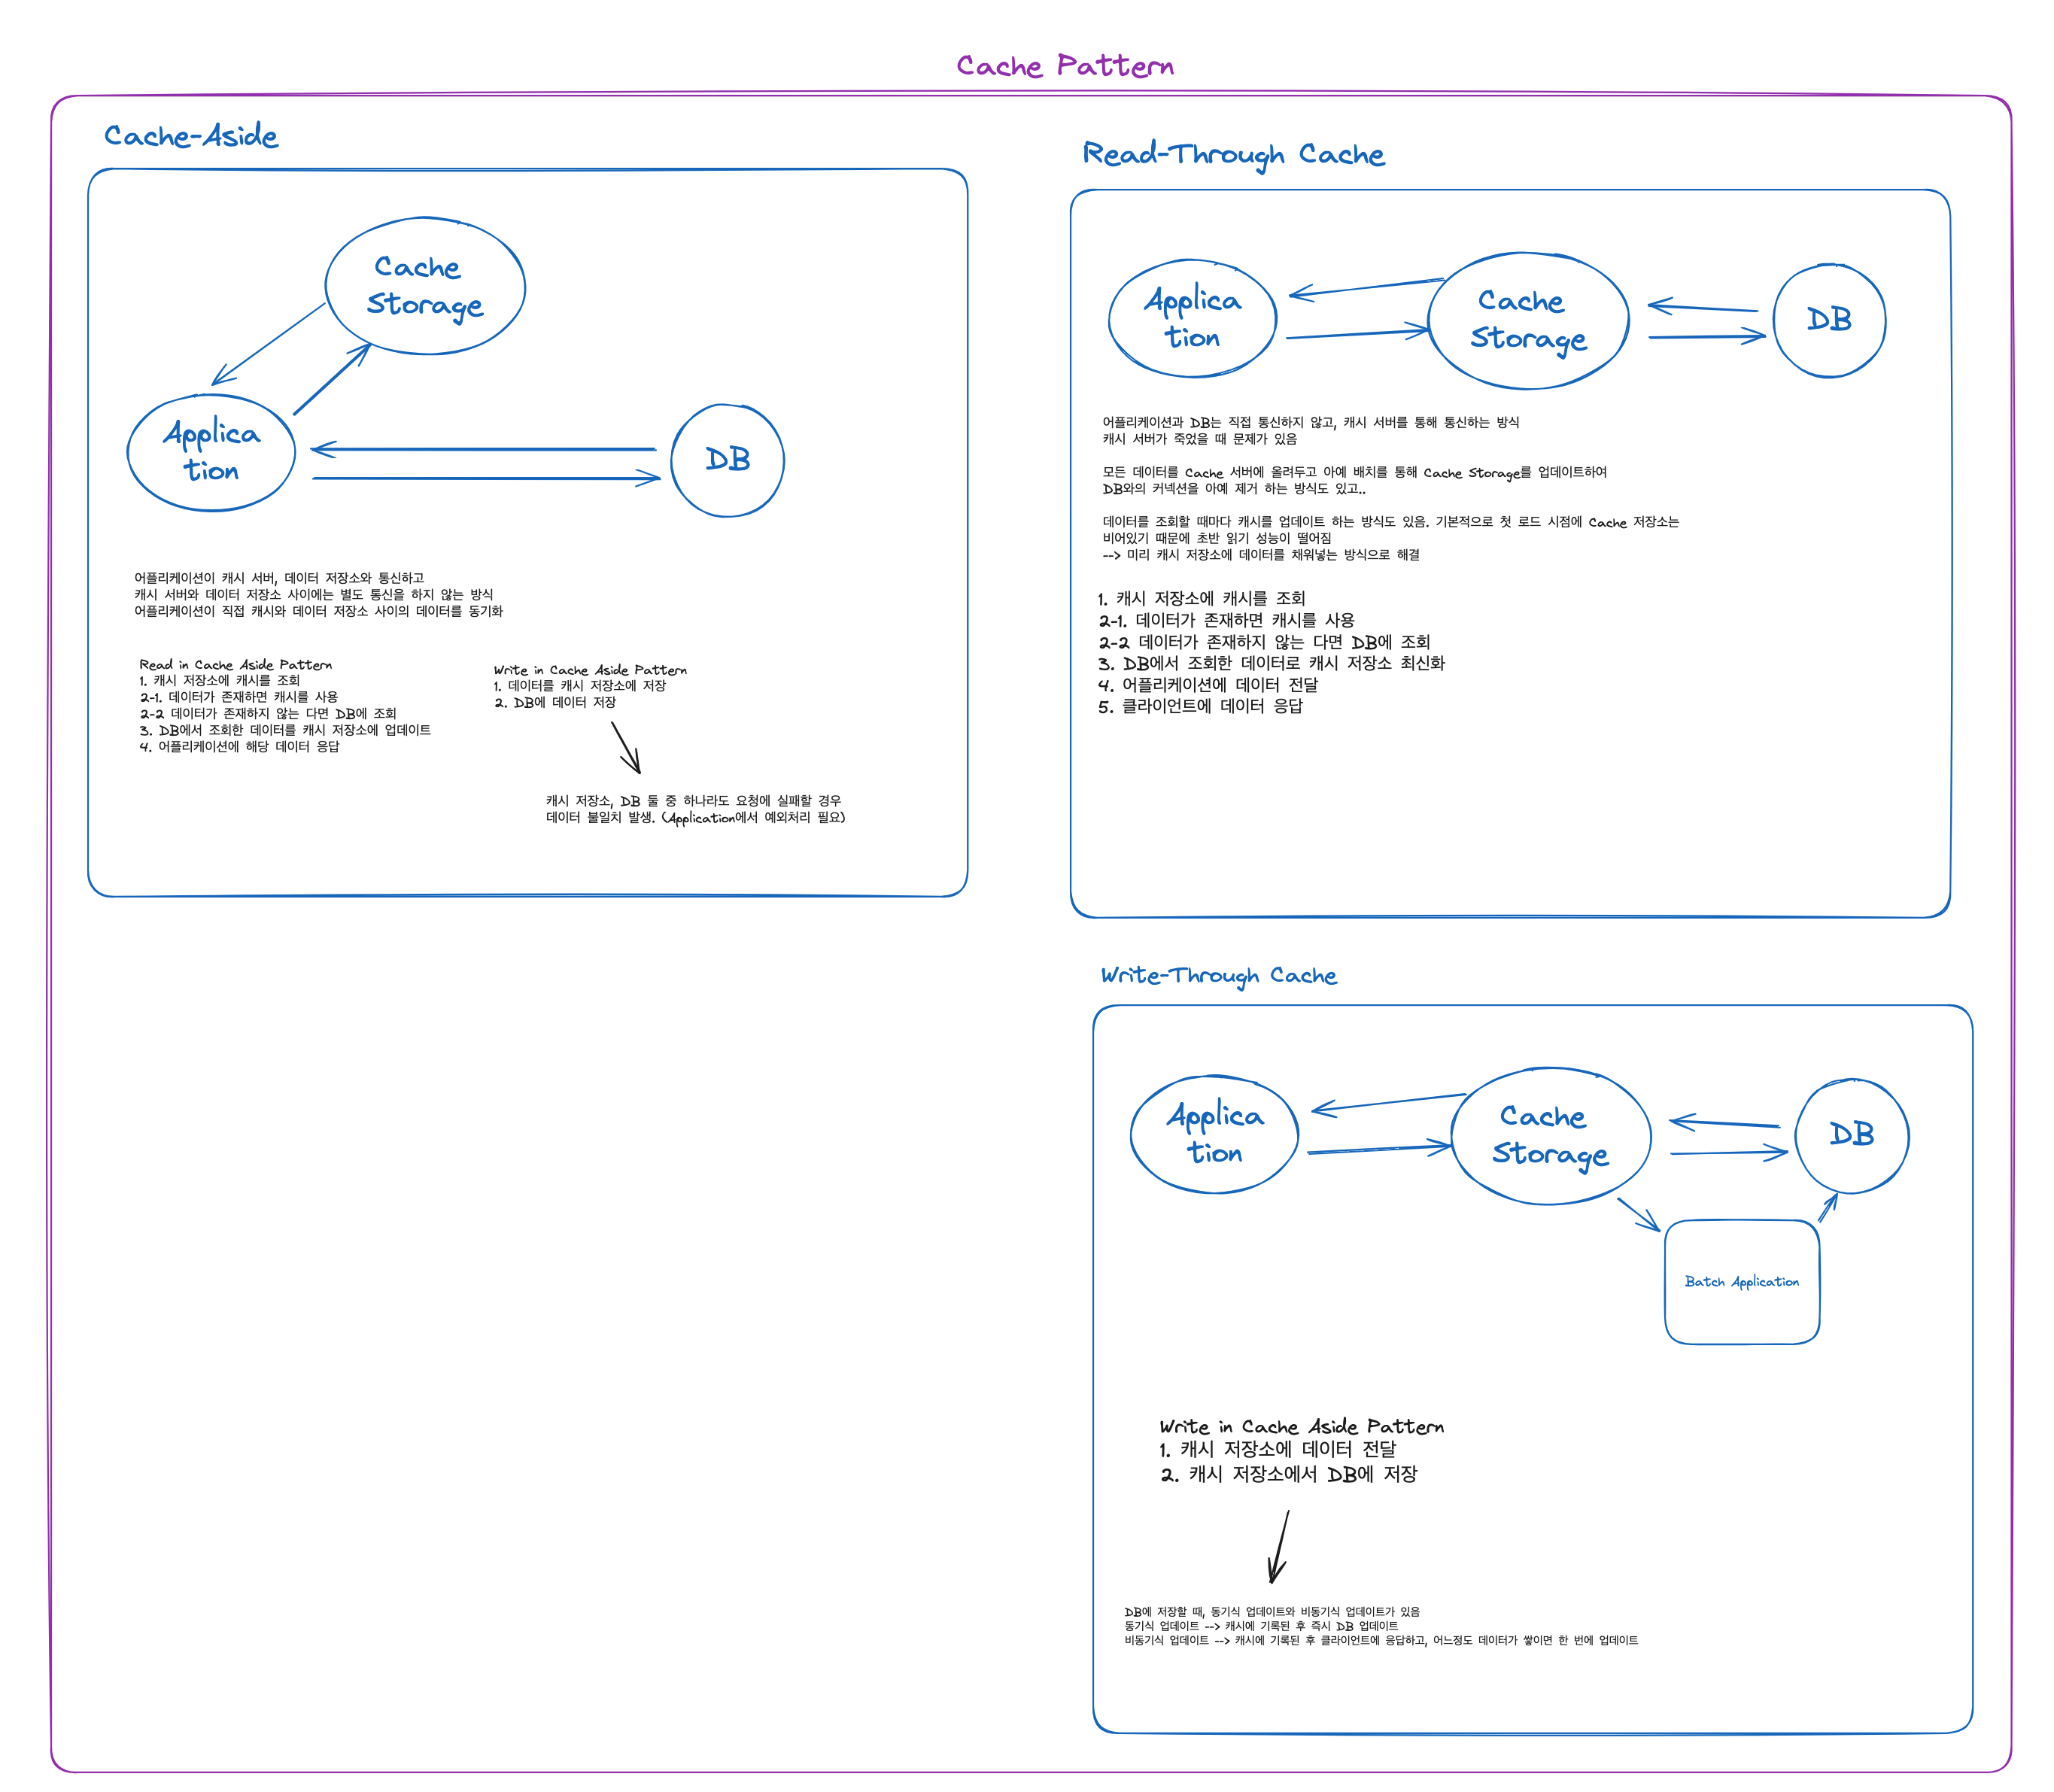 Cache Pattern
Cache-Aside
Cache
Storage
Applica
tion
DB
어플리케이션이 캐시 서버, 데이터 저장소와 통신하고
캐시 서버와 데이터 저장소 사이에는 별도 통신을 하지 않는 방식
어플리케이션이 직접 캐시와 데이터 저장소 사이의 데이터를 동기화
Read in Cache Aside Pattern
1. 캐시 저장소에 캐시를 조회
2-1. 데이터가 존재하면 캐시를 사용
2-2 데이터가 존재하지 않는 다면 DB에 조회
3. DB에서 조회한 데이터를 캐시 저장소에 업데이트
4. 어플리케이션에 해당 데이터 응답
Write in Cache Aside Pattern
1. 데이터를 캐시 저장소에 저장
2. DB에 데이터 저장
캐시 저장소, DB 둘 중 하나라도 요청에 실패할 경우
데이터 불일치 발생. (Application에서 예외처리 필요)
Read-Through Cache
Applica
tion
Cache
Storage
DB
어플리케이션과 DB는 직접 통신하지 않고, 캐시 서버를 통해 통신하는 방식
캐시 서버가 죽었을 때 문제가 있음
모든 데이터를 Cache 서버에 올려두고 아예 배치를 통해 Cache Storage를 업데이트하여
DB와의 커넥션을 아예 제거 하는 방식도 있고..
데이터를 조회할 때마다 캐시를 업데이트 하는 방식도 있음. 기본적으로 첫 로드 시점에 Cache 저장소는
비어있기 때문에 초반 읽기 성능이 떨어짐
--> 미리 캐시 저장소에 데이터를 채워넣는 방식으로 해결
1. 캐시 저장소에 캐시를 조회
2-1. 데이터가 존재하면 캐시를 사용
2-2 데이터가 존재하지 않는 다면 DB에 조회
3. DB에서 조회한 데이터로 캐시 저장소 최신화
4. 어플리케이션에 데이터 전달
5. 클라이언트에 데이터 응답
Write-Through Cache
Applica
tion
Cache
Storage
DB
Batch Application
Write in Cache Aside Pattern
1. 캐시 저장소에 데이터 전달
2. 캐시 저장소에서 DB에 저장
DB에 저장할 때, 동기식 업데이트와 비동기식 업데이트가 있음
동기식 업데이트 --> 캐시에 기록된 후 즉시 DB 업데이트
비동기식 업데이트 --> 캐시에 기록된 후 클라이언트에 응답하고, 어느정도 데이터가 쌓이면 한 번에 업데이트